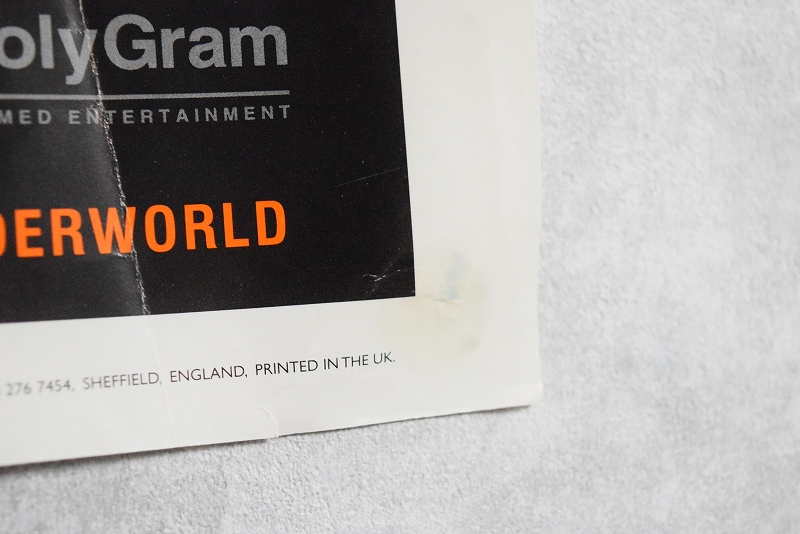 olyGram
MED ENTERTAINMENT
DERWORLD
276 7454. SHEFFIELD, ENGLAND, PRINTED IN THE UK.